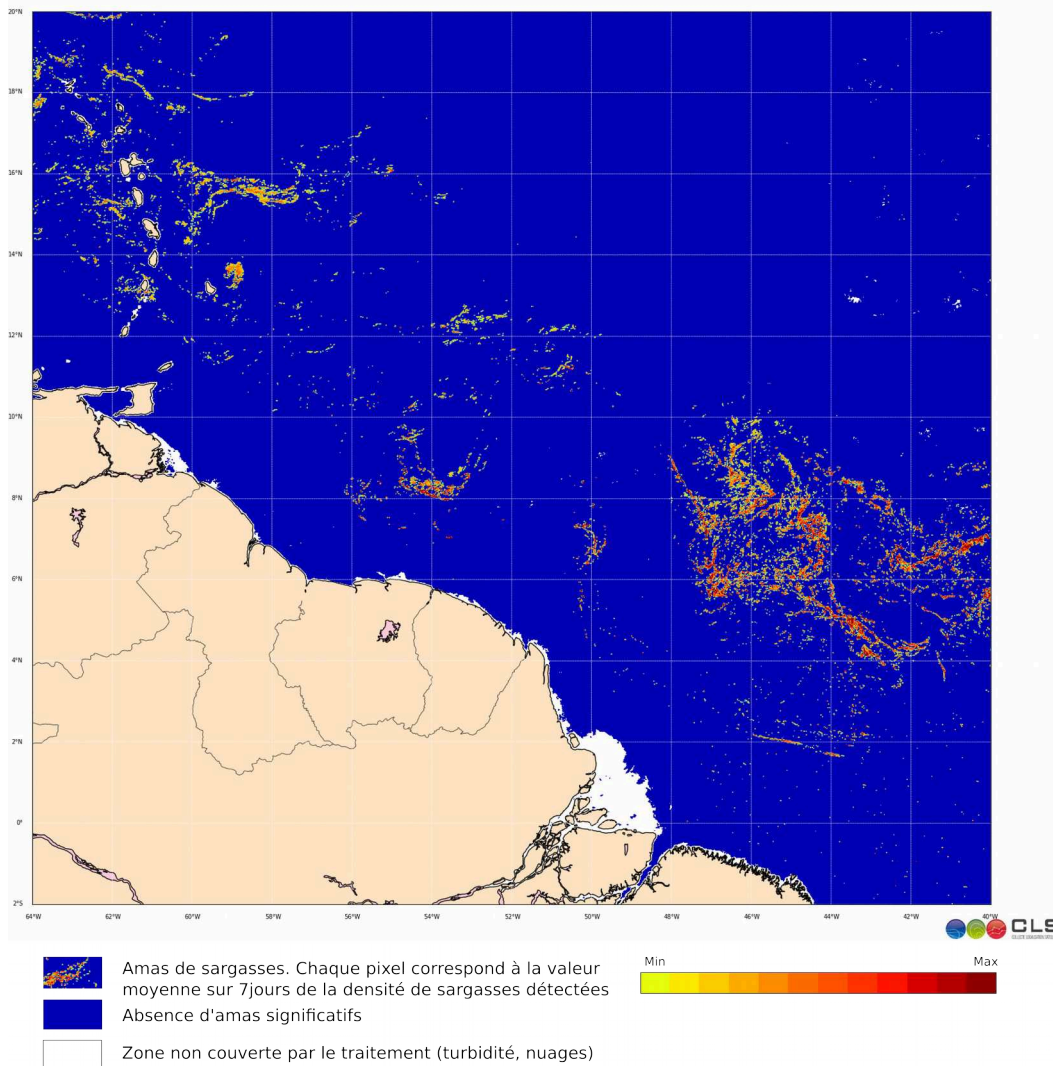 20°N
18°N
16°N
14°N
12°N
10°N
8°N
6°N
4°N
2°N
0°
2°S
64°W 62°W 60°W 58°W 56°W 54°W 52°W 50°W 48°W 46°W 44°W 42°W 40°W
CLS
Amas de sargasses. Chaque pixel correspond à la valeur
moyenne sur 7jours de la densité de sargasses détectées
Min Max
Absence d'amas significatifs
Zone non couverte par le traitement (turbidité, nuages)